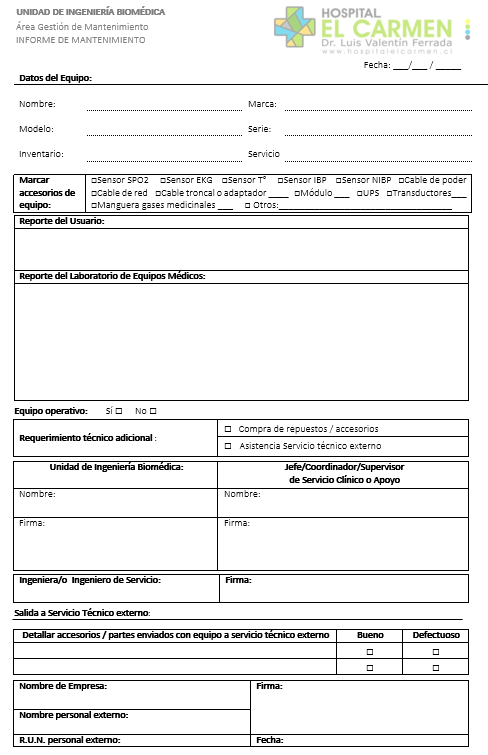 UNIDAD DE INGENIERÍA BIOMÉDICA
Área Gestión de Mantenimiento
INFORME DE MANTENIMIENTO
HOSPITAL
EL CARMEN
Dr. Luis Valentín Ferrada
www.hospitalelcarmen.cl
Fecha: ___/___ / _____
Datos del Equipo:
Nombre: Marca:
Modelo: Serie:
Inventario: Servicio
Marcar accesorios de equipo:
□Sensor SPO2 □Sensor EKG □Sensor T° □Sensor IBP □Sensor NIBP □Cable de poder
□Cable de red □Cable troncal o adaptador ____ □Módulo ___ □UPS □Transductores___
□Manguera gases medicinales ___ □ Otros:___________________________________
Reporte del Usuario:
Reporte del Laboratorio de Equipos Médicos:
Equipo operativo: Sí □ No □
Requerimiento técnico adicional :
□ Compra de repuestos / accesorios
□ Asistencia Servicio técnico externo
Unidad de Ingeniería Biomédica:
Jefe/Coordinador/Supervisor
de Servicio Clínico o Apoyo
Nombre: Nombre:
Firma: Firma:
Ingeniera/o Ingeniero de Servicio: Firma:
Salida a Servicio Técnico externo:
Detallar accesorios / partes enviados con equipo a servicio técnico externo Bueno Defectuoso
□ □
□ □
Nombre de Empresa: Firma:
Nombre personal externo:
R.U.N. personal externo: Fecha: